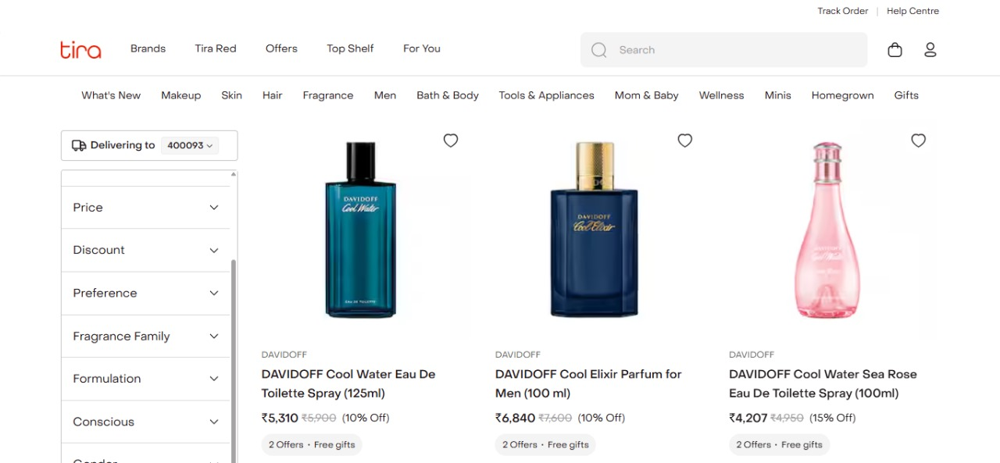 Track Order | Help Centre
tira
Brands
Tira Red
Offers
Top Shelf
For You
Search
What's New
Makeup
Skin
Hair
Fragrance
Men
Bath & Body
Tools & Appliances
Mom & Baby
Wellness
Minis
Homegrown
Gifts
Delivering to 400093
Price
Discount
Preference
Fragrance Family
Formulation
Conscious
Gender
DAVIDOFF
Cool Water
EAU DE TOILETTE
DAVIDOFF
DAVIDOFF Cool Water Eau De
Toilette Spray (125ml)
₹5,310 ₹5,900 (10% Off)
2 Offers • Free gifts
DAVIDOFF
Cool Elixir
DAVIDOFF
DAVIDOFF Cool Elixir Parfum for
Men (100 ml)
₹6,840 ₹7,600 (10% Off)
2 Offers • Free gifts
DAVIDOFF
Cool Water
DAVIDOFF
DAVIDOFF Cool Water Sea Rose
Eau De Toilette Spray (100ml)
₹4,207 ₹4,950 (15% Off)
2 Offers • Free gifts